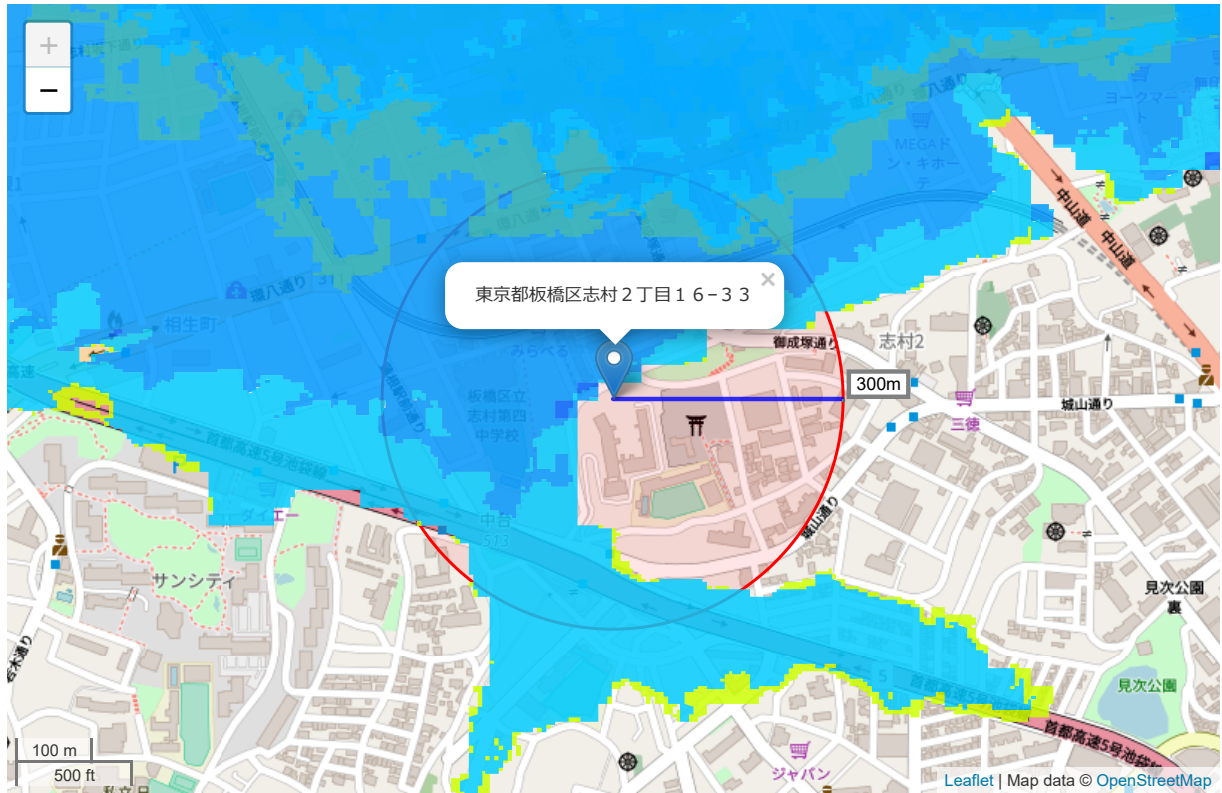 +
−
環八通り
八通り
ヨークマート
MEGAド
ン・キホー
テ
中山道
中山道
東京都板橋区志村２丁目１６−３３
×
環八通り
相生町
高速
みらべる
御成塚通り
志村2
300m
板橋区立
志村第四
中学校
城山通り
三徳
首都高速5号池袋線
中台
513
城山通り
サンシティ
見次公園
裏
見次公園
首都高速5号池袋線
ジャパン
100 m
500 ft
Leaflet | Map data © OpenStreetMap